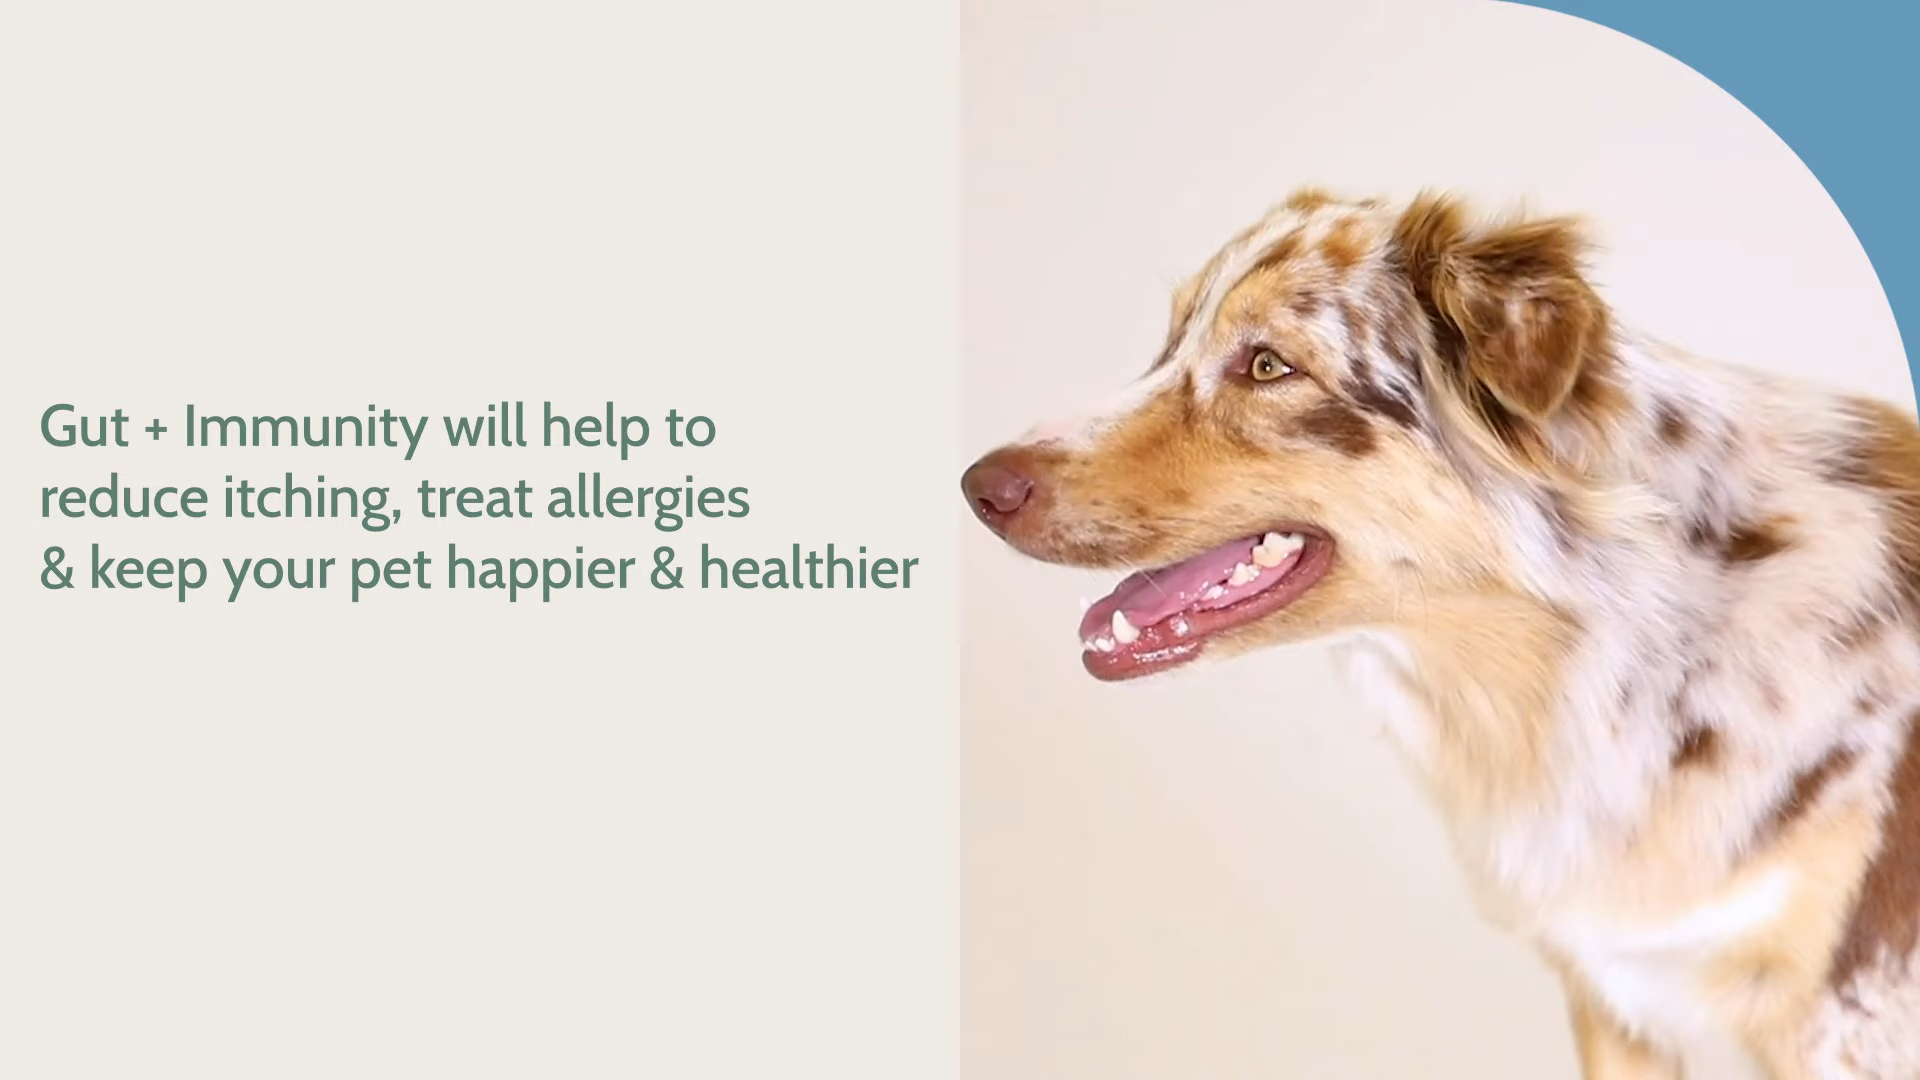 Gut + Immunity will help to
reduce itching, treat allergies
& keep your pet happier & healthier